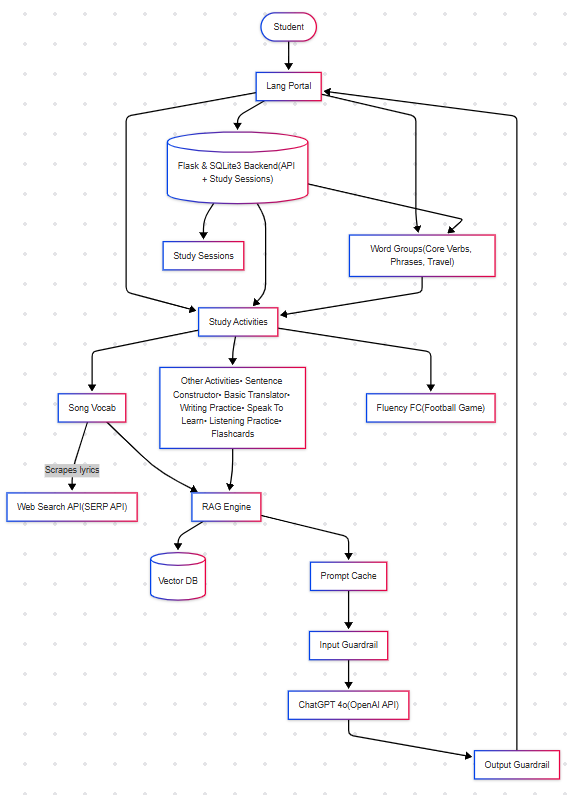 Student
Lang Portal
Flask & SQLite3 Backend(API
+ Study Sessions)
Study Sessions
Word Groups(Core Verbs,
Phrases, Travel)
Study Activities
Song Vocab
Other Activities• Sentence
Constructor• Basic Translator•
Writing Practice• Speak To
Learn• Listening Practice•
Flashcards
Fluency FC(Football Game)
Scrapes lyrics
Web Search API(SERP API)
RAG Engine
Vector DB
Prompt Cache
Input Guardrail
ChatGPT 4o(OpenAI API)
Output Guardrail